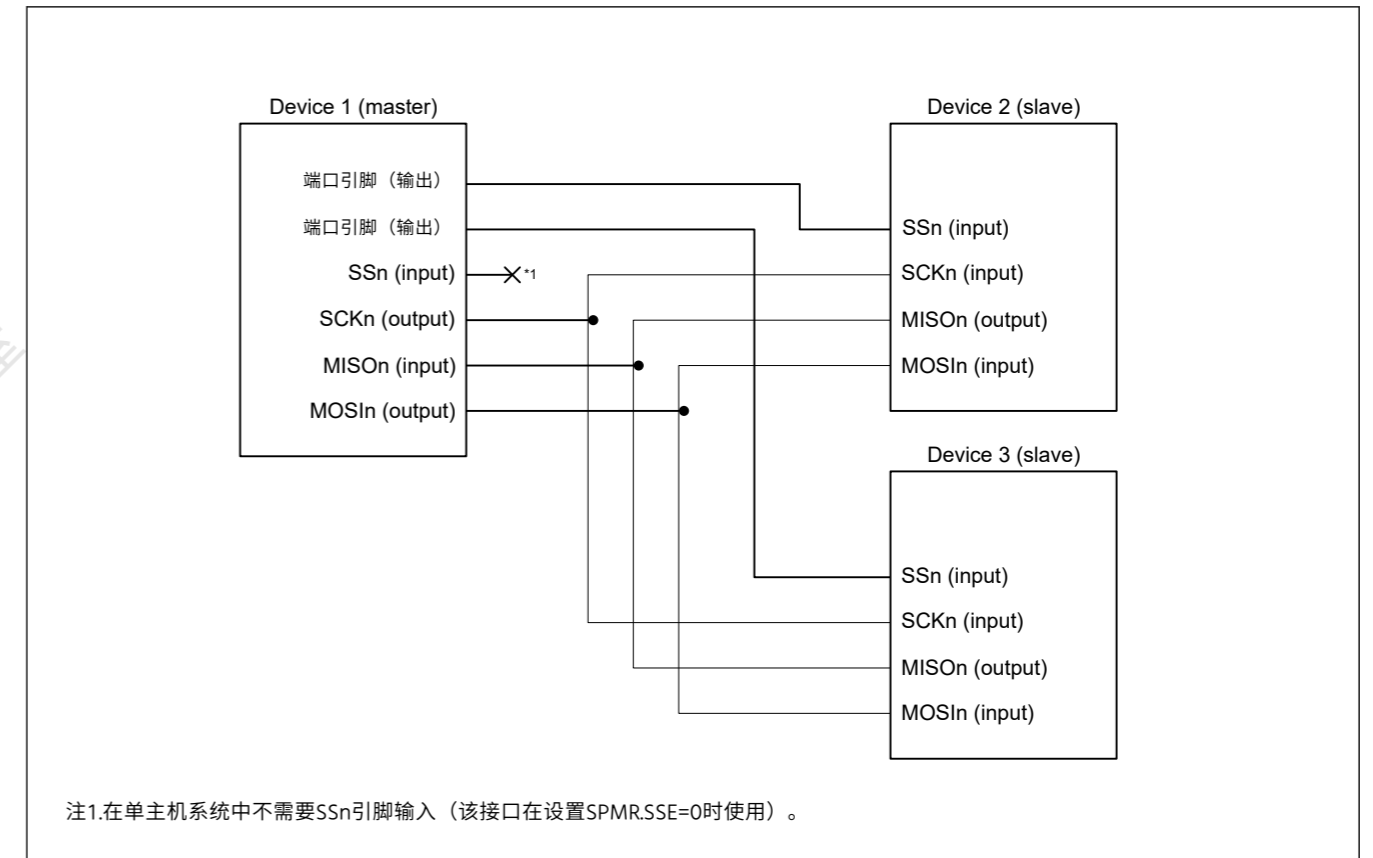 Device 1 (master)
端口引脚（输出）
端口引脚（输出）
SSn (input)
*1
SCKn (output)
MISOn (input)
MOSIn (output)
Device 2 (slave)
SSn (input)
SCKn (input)
MISOn (output)
MOSIn (input)
Device 3 (slave)
SSn (input)
SCKn (input)
MISOn (output)
MOSIn (input)
注1.在单主机系统中不需要SSn引脚输入（该接口在设置SPMR.SSE=0时使用）。